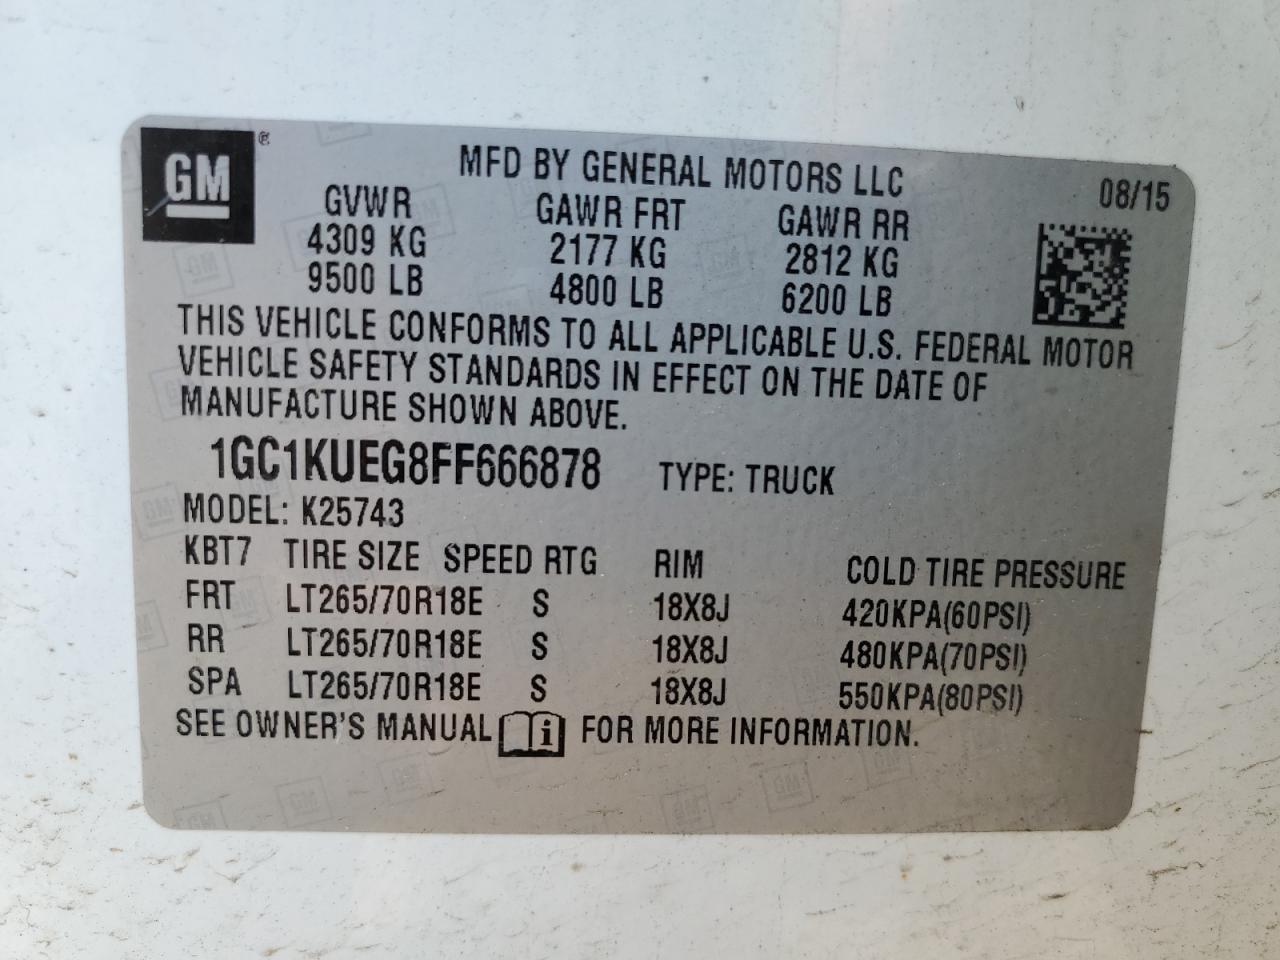 GM ®
MFD BY GENERAL MOTORS LLC 08/15
GVWR GAWR FRT GAWR RR
4309 KG 2177 KG 2812 KG
9500 LB 4800 LB 6200 LB
THIS VEHICLE CONFORMS TO ALL APPLICABLE U.S. FEDERAL MOTOR
VEHICLE SAFETY STANDARDS IN EFFECT ON THE DATE OF
MANUFACTURE SHOWN ABOVE.
1GC1KUEG8FF666878 TYPE: TRUCK
MODEL: K25743
KBT7 TIRE SIZE SPEED RTG RIM COLD TIRE PRESSURE
FRT LT265/70R18E S 18X8J 420KPA(60PSI)
RR LT265/70R18E S 18X8J 480KPA(70PSI)
SPA LT265/70R18E S 18X8J 550KPA(80PSI)
SEE OWNER'S MANUAL i FOR MORE INFORMATION.